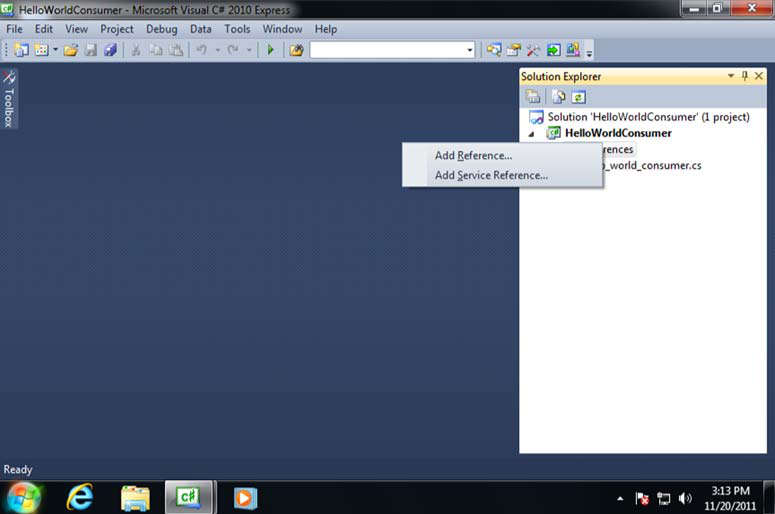 HelloWorldConsumer - Microsoft Visual C# 2010 Express
File Edit View Project Debug Data Tools Window Help
Toolbox
Solution Explorer
Solution 'HelloWorldConsumer' (1 project)
HelloWorldConsumer
Add Reference...
rences
Add Service Reference...
_world_consumer.cs
Ready
3:13 PM
11/20/2011